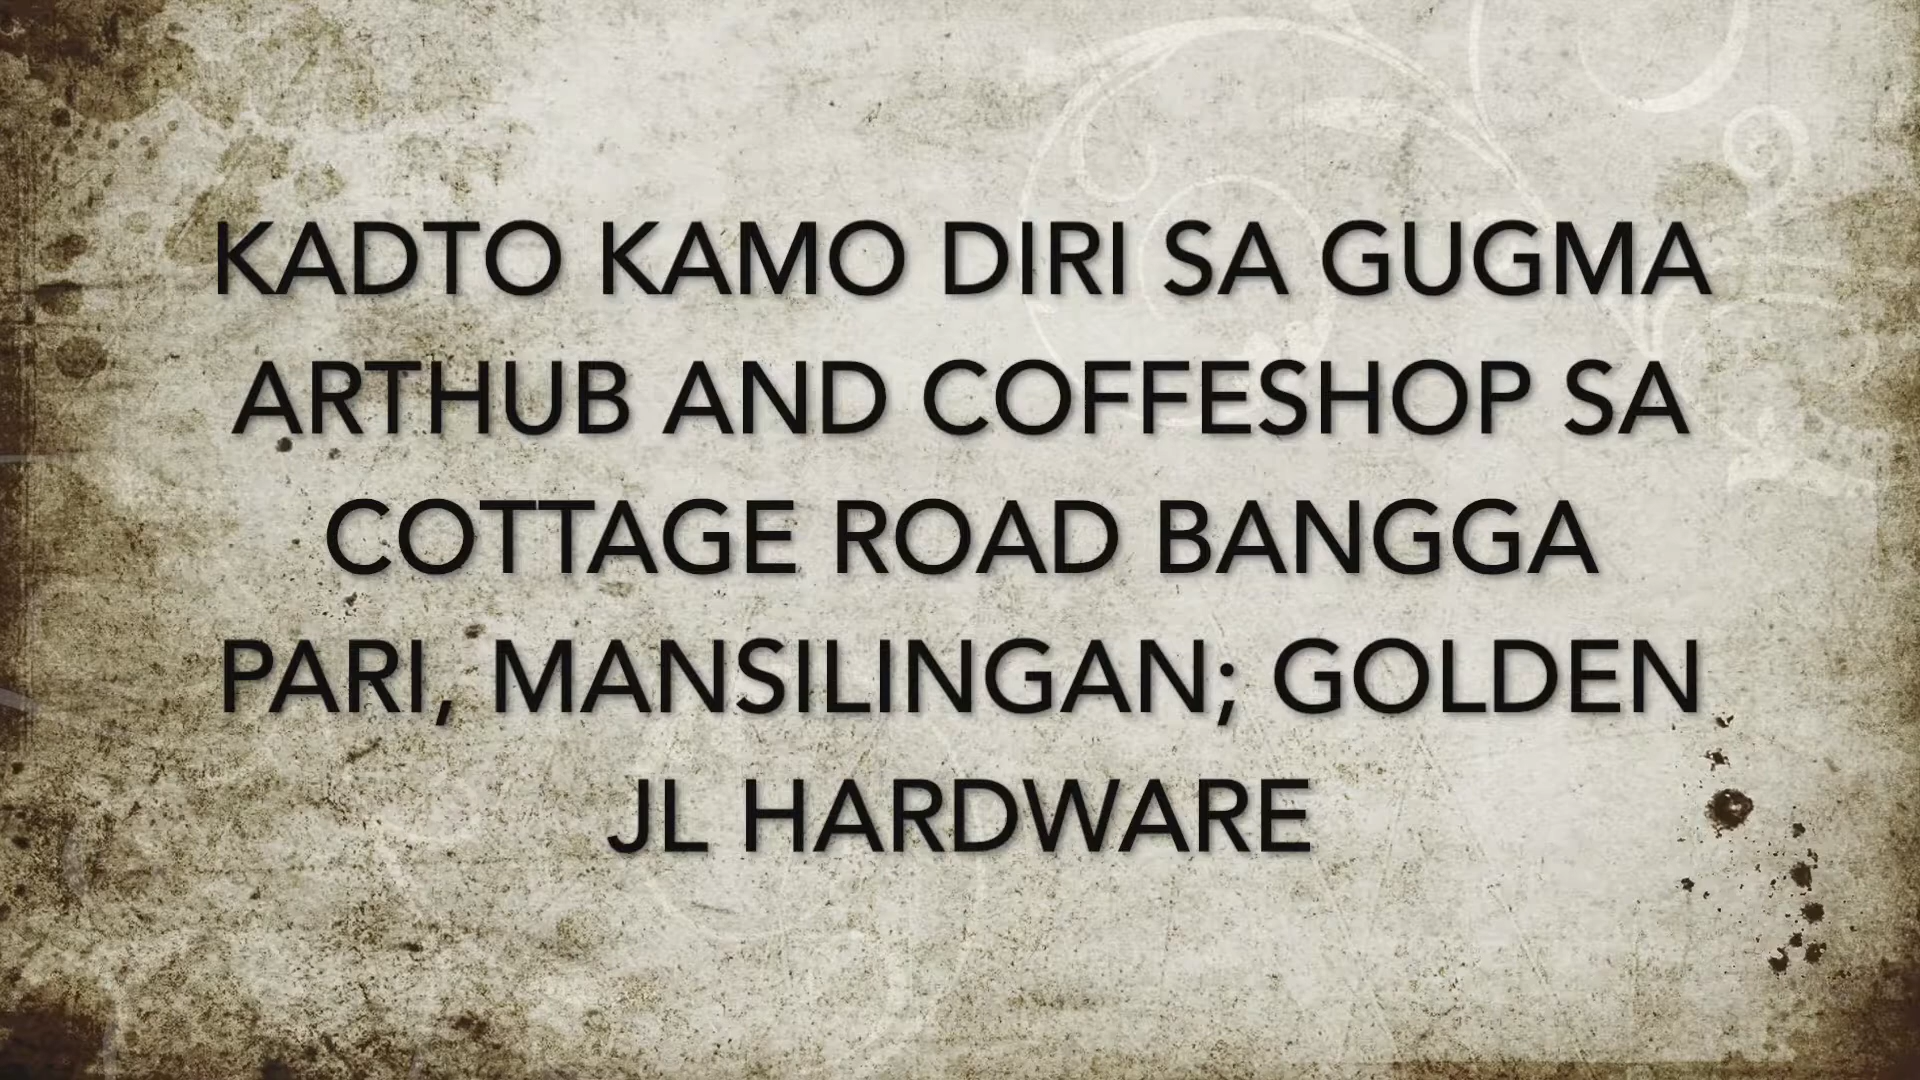 KADTO KAMO DIRI SA GUGMA
ARTHUB AND COFFESHOP SA
COTTAGE ROAD BANGGA
PARI, MANSILINGAN; GOLDEN
JL HARDWARE